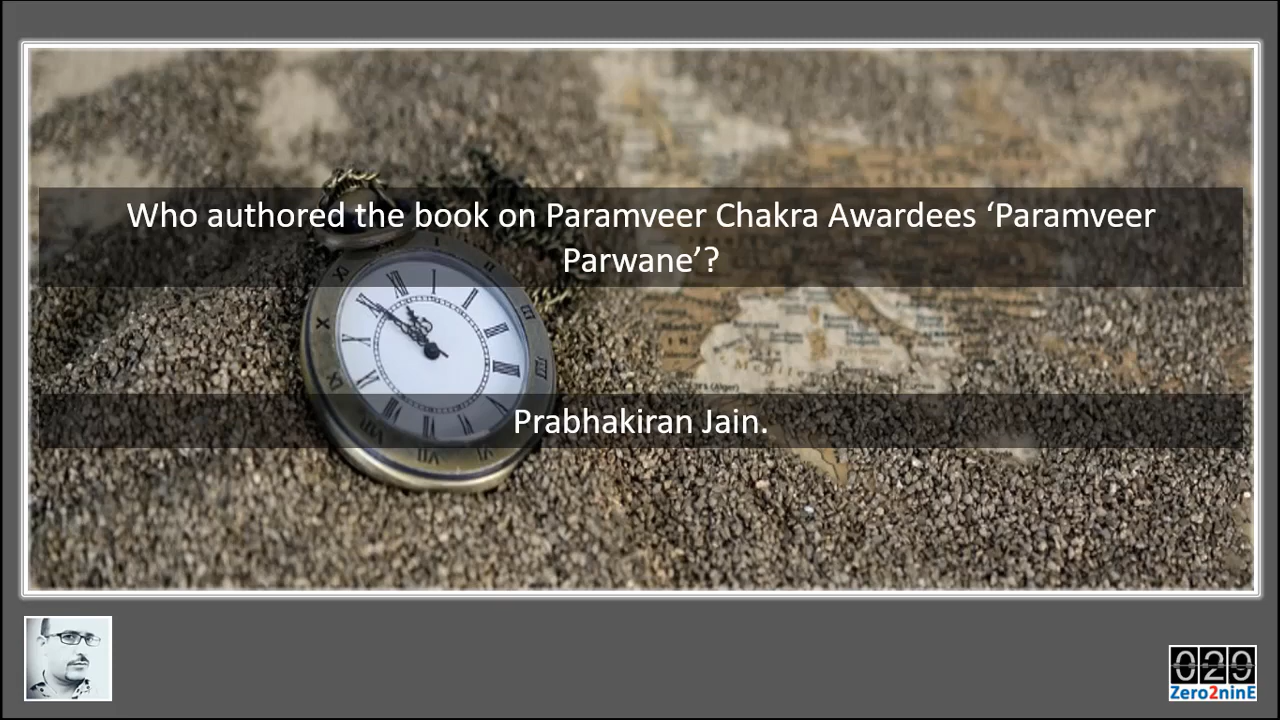 Who authored the book on Paramveer Chakra Awardees ‘Paramveer
Parwane’?
Prabhakiran Jain.
029
Zero2ninE